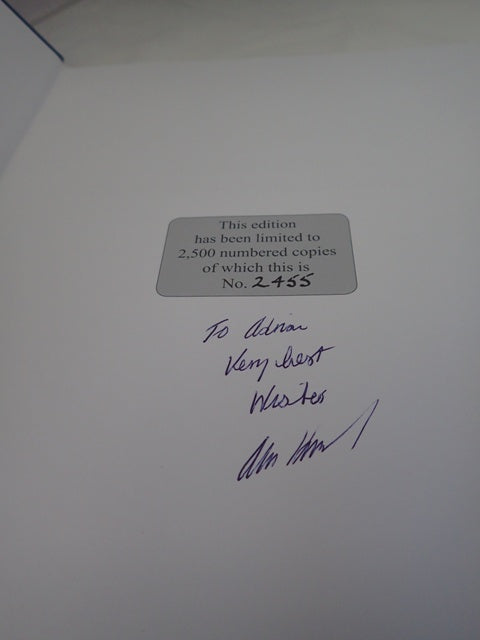 This edition
has been limited to
2,500 numbered copies
of which this is
No. 2455
To Adrian
Very best
Wishes